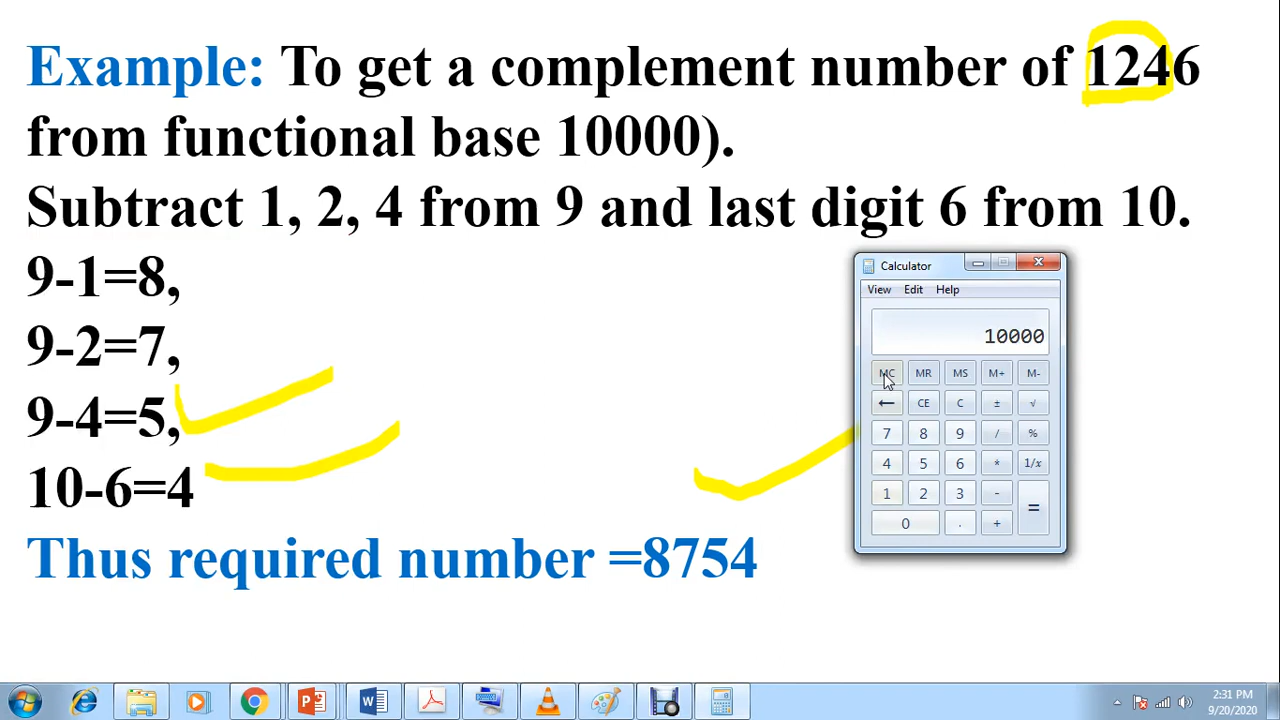 Example: To get a complement number of 1246
from functional base 10000).
Subtract 1, 2, 4 from 9 and last digit 6 from 10.
9-1=8,
9-2=7,
9-4=5,
10-6=4
Thus required number =8754
Calculator
View Edit Help
10000
MC MR MS M+ M-
← CE C ± √
7 8 9 / %
4 5 6 * 1/x
1 2 3 - =
0 . +
2:31 PM
9/20/2020